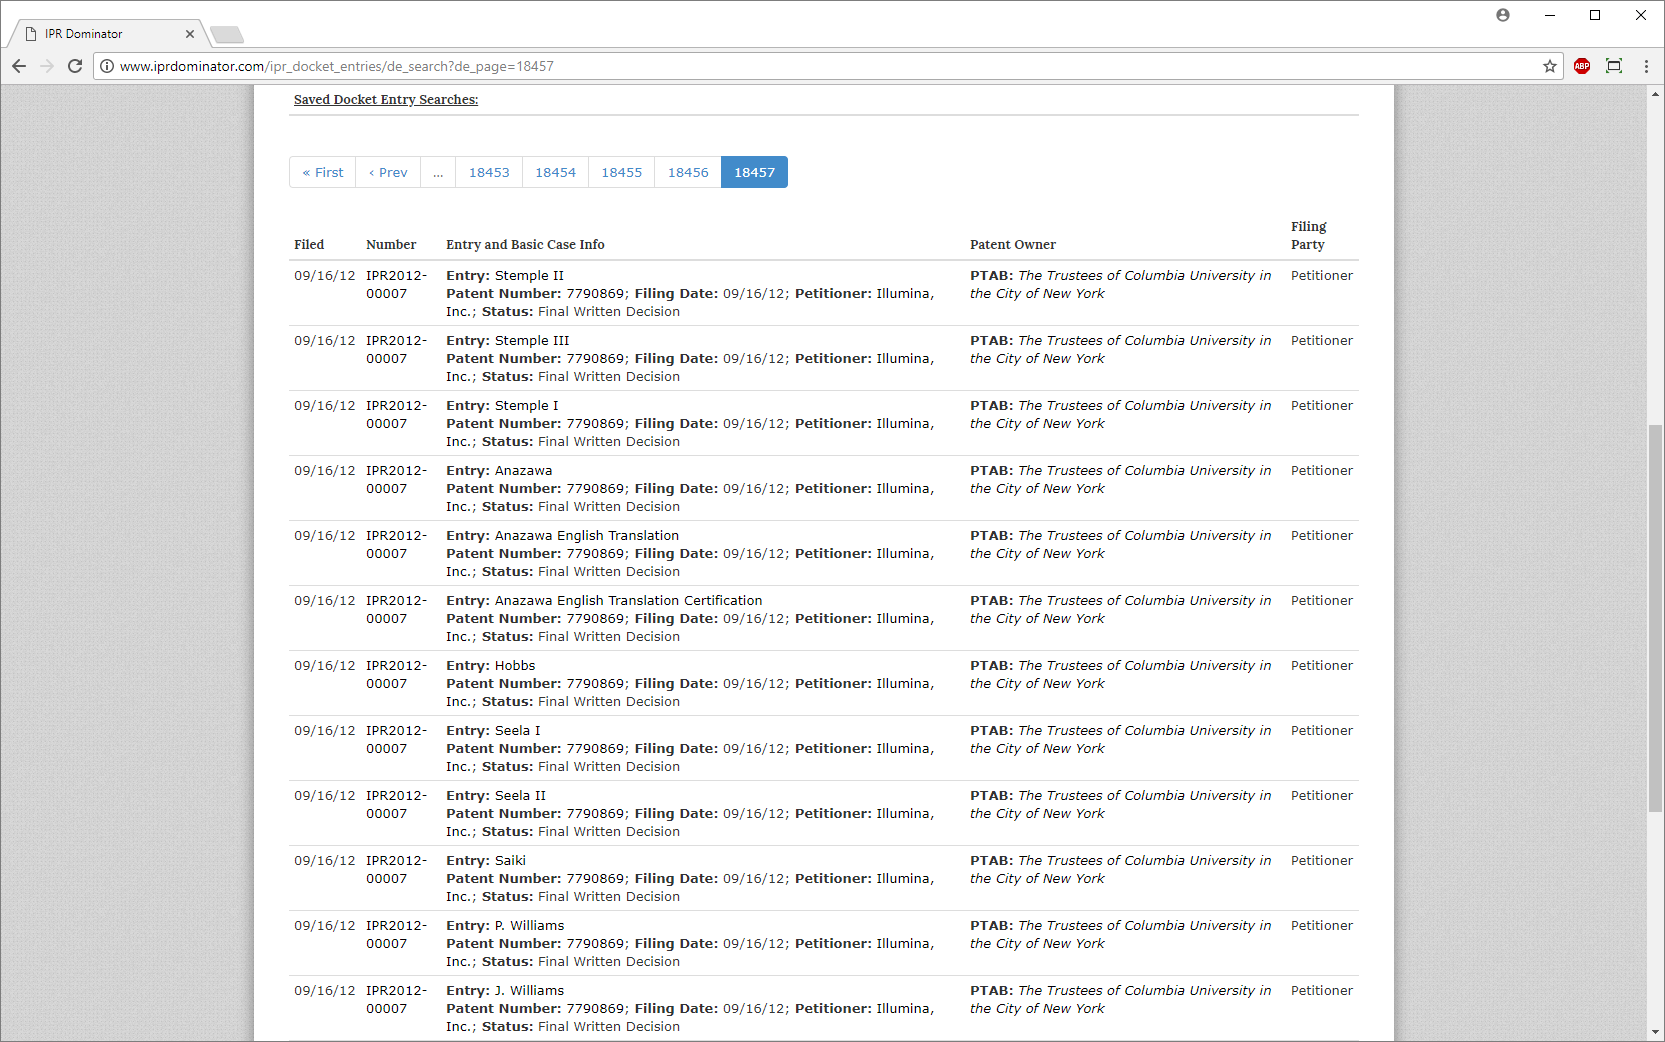 IPR Dominator
www.iprdominator.com/ipr_docket_entries/de_search?de_page=18457
ABP
Saved Docket Entry Searches:
« First ‹ Prev ... 18453 18454 18455 18456 18457
Filing
Filed Number Entry and Basic Case Info Patent Owner Party
09/16/12 IPR2012- Entry: Stemple II PTAB: The Trustees of Columbia University in Petitioner
00007 Patent Number: 7790869; Filing Date: 09/16/12; Petitioner: Illumina, the City of New York
Inc.; Status: Final Written Decision
09/16/12 IPR2012- Entry: Stemple III PTAB: The Trustees of Columbia University in Petitioner
00007 Patent Number: 7790869; Filing Date: 09/16/12; Petitioner: Illumina, the City of New York
Inc.; Status: Final Written Decision
09/16/12 IPR2012- Entry: Stemple I PTAB: The Trustees of Columbia University in Petitioner
00007 Patent Number: 7790869; Filing Date: 09/16/12; Petitioner: Illumina, the City of New York
Inc.; Status: Final Written Decision
09/16/12 IPR2012- Entry: Anazawa PTAB: The Trustees of Columbia University in Petitioner
00007 Patent Number: 7790869; Filing Date: 09/16/12; Petitioner: Illumina, the City of New York
Inc.; Status: Final Written Decision
09/16/12 IPR2012- Entry: Anazawa English Translation PTAB: The Trustees of Columbia University in Petitioner
00007 Patent Number: 7790869; Filing Date: 09/16/12; Petitioner: Illumina, the City of New York
Inc.; Status: Final Written Decision
09/16/12 IPR2012- Entry: Anazawa English Translation Certification PTAB: The Trustees of Columbia University in Petitioner
00007 Patent Number: 7790869; Filing Date: 09/16/12; Petitioner: Illumina, the City of New York
Inc.; Status: Final Written Decision
09/16/12 IPR2012- Entry: Hobbs PTAB: The Trustees of Columbia University in Petitioner
00007 Patent Number: 7790869; Filing Date: 09/16/12; Petitioner: Illumina, the City of New York
Inc.; Status: Final Written Decision
09/16/12 IPR2012- Entry: Seela I PTAB: The Trustees of Columbia University in Petitioner
00007 Patent Number: 7790869; Filing Date: 09/16/12; Petitioner: Illumina, the City of New York
Inc.; Status: Final Written Decision
09/16/12 IPR2012- Entry: Seela II PTAB: The Trustees of Columbia University in Petitioner
00007 Patent Number: 7790869; Filing Date: 09/16/12; Petitioner: Illumina, the City of New York
Inc.; Status: Final Written Decision
09/16/12 IPR2012- Entry: Saiki PTAB: The Trustees of Columbia University in Petitioner
00007 Patent Number: 7790869; Filing Date: 09/16/12; Petitioner: Illumina, the City of New York
Inc.; Status: Final Written Decision
09/16/12 IPR2012- Entry: P. Williams PTAB: The Trustees of Columbia University in Petitioner
00007 Patent Number: 7790869; Filing Date: 09/16/12; Petitioner: Illumina, the City of New York
Inc.; Status: Final Written Decision
09/16/12 IPR2012- Entry: J. Williams PTAB: The Trustees of Columbia University in Petitioner
00007 Patent Number: 7790869; Filing Date: 09/16/12; Petitioner: Illumina, the City of New York
Inc.; Status: Final Written Decision